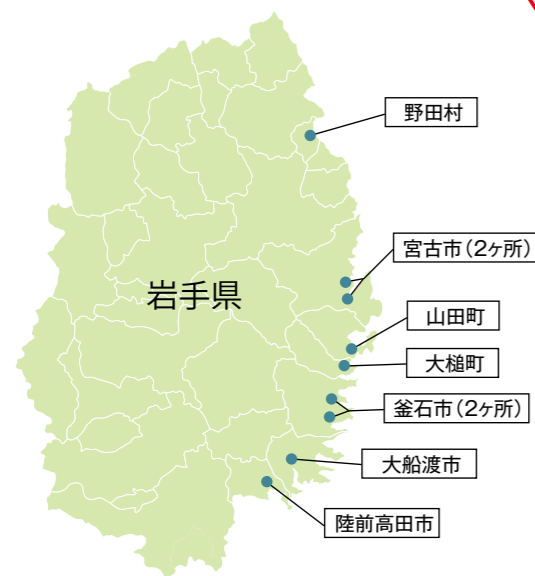 野田村
宮古市（2ヶ所）
岩手県
山田町
大槌町
釜石市（2ヶ所）
大船渡市
陸前高田市